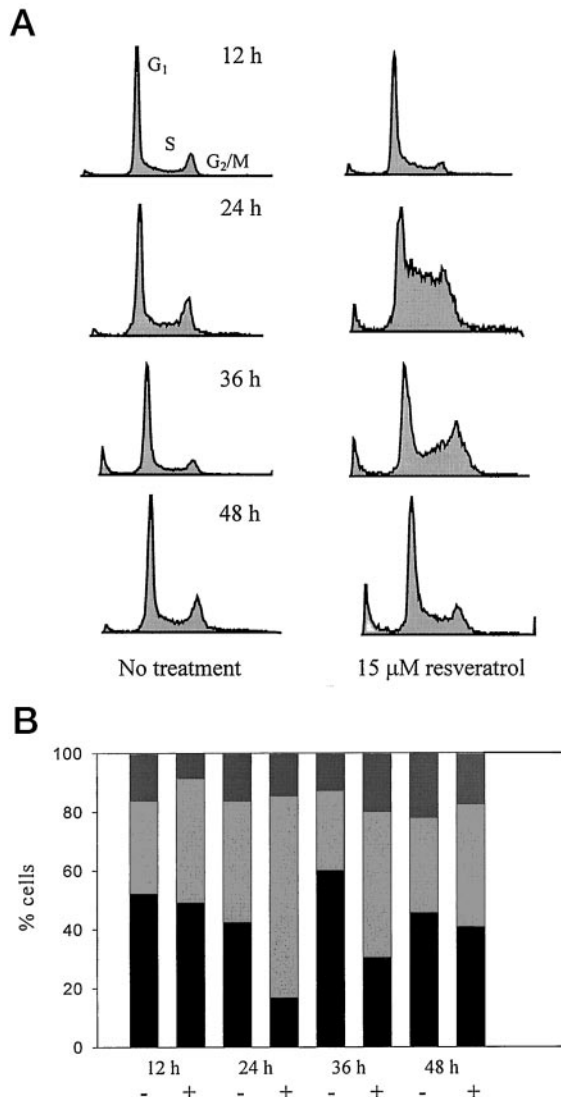 A
G₁
12 h
S
G₂/M
24 h
36 h
48 h
No treatment
15 μM resveratrol
B
100
80
60
40
20
0
% cells
12 h 24 h 36 h 48 h
- + - + - + - +